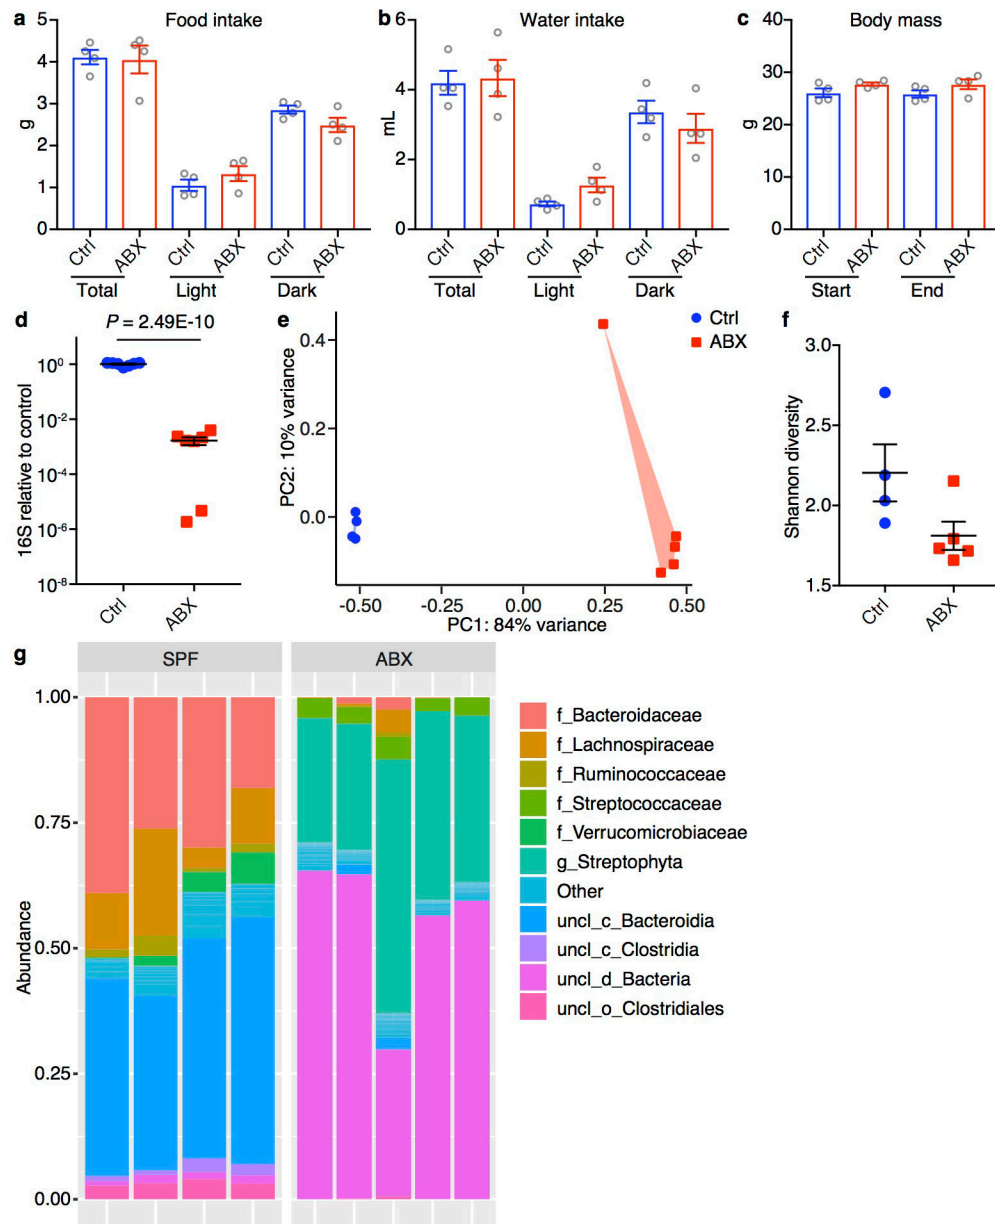 a Food intake
g
5
4
3
2
1
0
Ctrl ABX Ctrl ABX Ctrl ABX
Total Light Dark
b Water intake
mL
6
4
2
0
Ctrl ABX Ctrl ABX Ctrl ABX
Total Light Dark
c Body mass
g
40
30
20
10
0
Ctrl ABX Ctrl ABX
Start End
d
P = 2.49E-10
16S relative to control
10⁰
10⁻²
10⁻⁴
10⁻⁶
10⁻⁸
Ctrl ABX
e
Ctrl
ABX
PC2: 10% variance
0.4
0.2
0.0
-0.50 -0.25 0.00 0.25 0.50
PC1: 84% variance
f
Shannon diversity
3.0
2.5
2.0
1.5
Ctrl ABX
g
SPF ABX
Abundance
1.00
0.75
0.50
0.25
0.00
f_Bacteroidaceae
f_Lachnospiraceae
f_Ruminococcaceae
f_Streptococcaceae
f_Verrucomicrobiaceae
g_Streptophyta
Other
uncl_c_Bacteroidia
uncl_c_Clostridia
uncl_d_Bacteria
uncl_o_Clostridiales